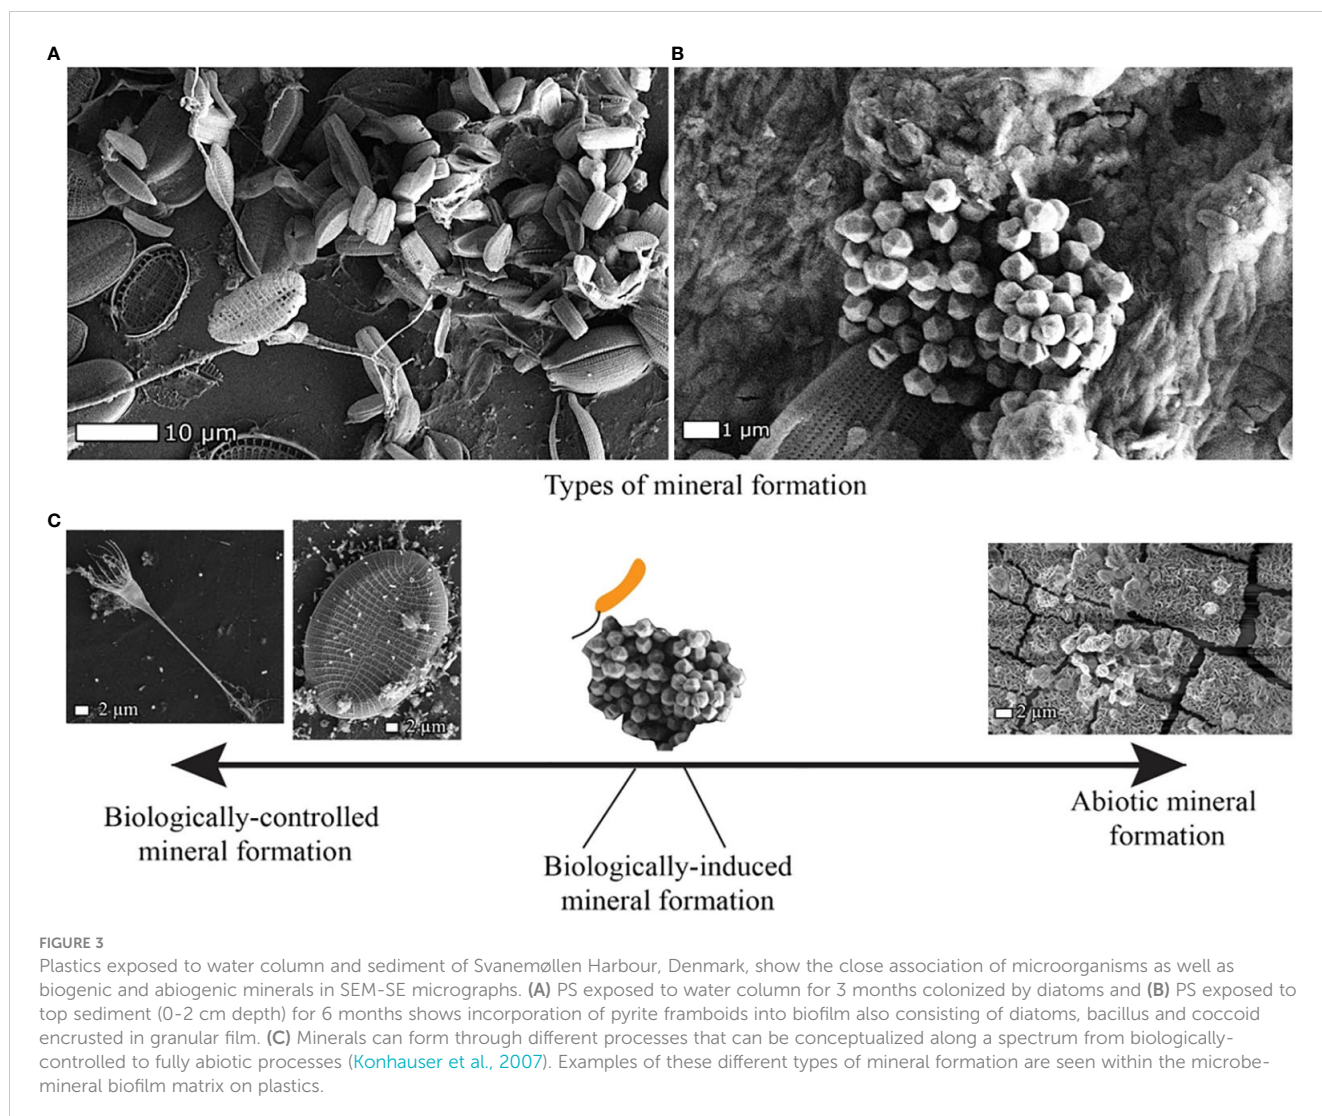 A
B
10 µm
1 µm
Types of mineral formation
C
2 µm
2 µm
2 µm
Biologically-controlled
mineral formation
Biologically-induced
mineral formation
Abiotic mineral
formation
FIGURE 3
Plastics exposed to water column and sediment of Svanemøllen Harbour, Denmark, show the close association of microorganisms as well as
biogenic and abiogenic minerals in SEM-SE micrographs. (A) PS exposed to water column for 3 months colonized by diatoms and (B) PS exposed to
top sediment (0-2 cm depth) for 6 months shows incorporation of pyrite framboids into biofilm also consisting of diatoms, bacillus and coccoid
encrusted in granular film. (C) Minerals can form through different processes that can be conceptualized along a spectrum from biologically-
controlled to fully abiotic processes (Konhauser et al., 2007). Examples of these different types of mineral formation are seen within the microbe-
mineral biofilm matrix on plastics.